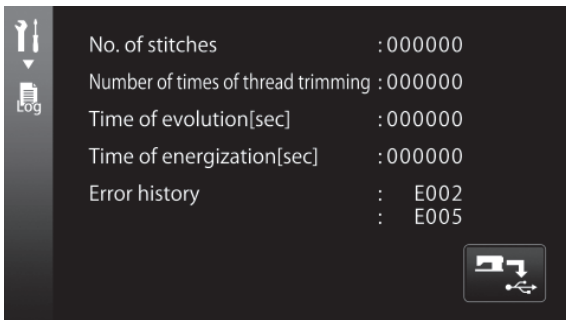 No. of stitches :000000
Number of times of thread trimming :000000
Log
Time of evolution[sec] :000000
Time of energization[sec] :000000
Error history : E002
: E005